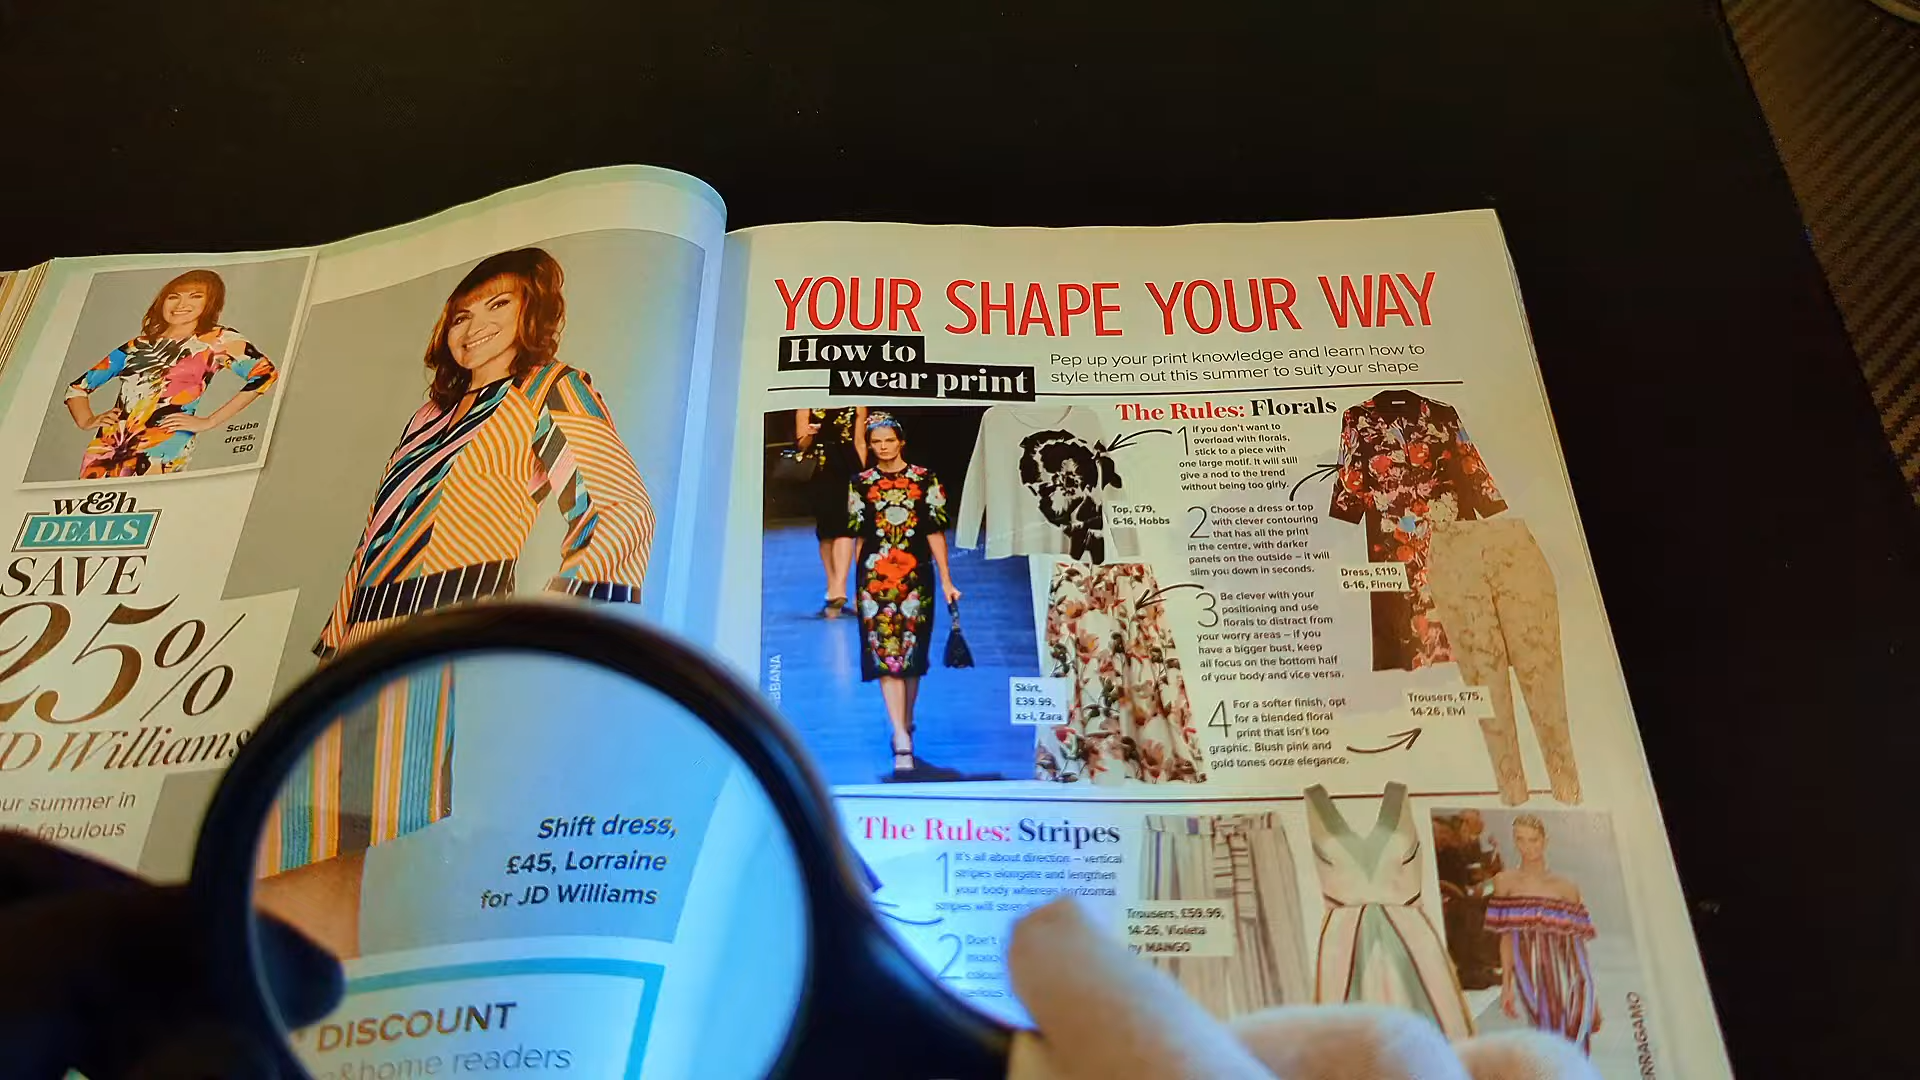 Scuba
dress,
£50
w&h
DEALS
SAVE
25%
JD Williams
summer in
fabulous
Shift dress,
£45, Lorraine
for JD Williams
DISCOUNT
&home readers
YOUR SHAPE YOUR WAY
How to
wear print
Pep up your print knowledge and learn how to
style them out this summer to suit your shape
The Rules: Florals
1 If you don't want to
overload with florals,
stick to a piece with
one large motif. It will still
give a nod to the trend
without being too girly.
Top, £79,
6-16, Hobbs
2 Choose a dress or top
with clever contouring
that has all the print
in the centre, with darker
panels on the outside – it will
slim you down in seconds.
Dress, £119,
6-16, Finery
3 Be clever with your
positioning and use
florals to distract from
your worry areas – if you
have a bigger bust, keep
all focus on the bottom half
of your body and vice versa.
Skirt,
£39.99,
xs-l, Zara
Trousers, £75,
14-26, Elvi
4 For a softer finish, opt
for a blended floral
print that isn't too
graphic. Blush pink and
gold tones ooze elegance.
BBANA
The Rules: Stripes
1 It's all about direction – vertical
stripes elongate and lengthen
your body whereas horizontal
stripes will
2 Don't
Trousers, £59.99,
14-26, Violeta
by MANGO
ERRAGAMO